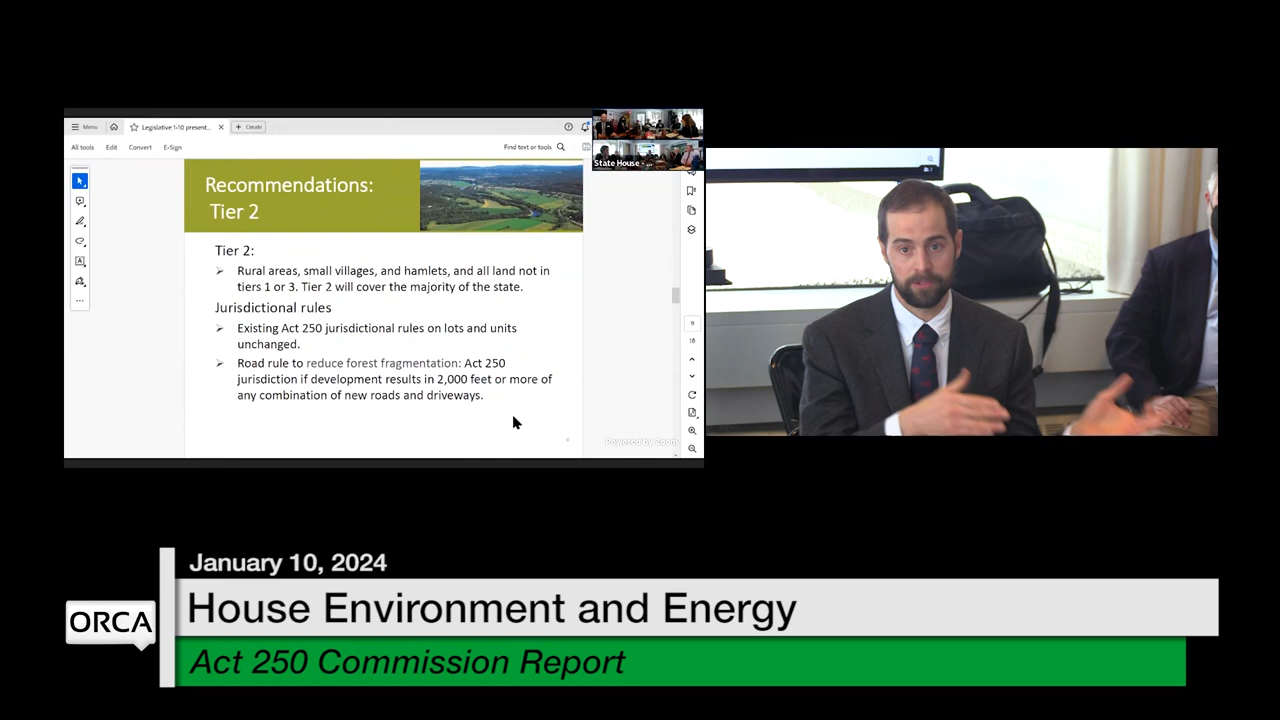 Menu
Legislative 1-10 present...
Create
All tools
Edit
Convert
E-Sign
Find text or tools
State House - ...
Recommendations:
Tier 2
Tier 2:
Rural areas, small villages, and hamlets, and all land not in
tiers 1 or 3. Tier 2 will cover the majority of the state.
Jurisdictional rules
Existing Act 250 jurisdictional rules on lots and units
unchanged.
Road rule to reduce forest fragmentation: Act 250
jurisdiction if development results in 2,000 feet or more of
any combination of new roads and driveways.
9
18
Powered by zoom
January 10, 2024
ORCA
House Environment and Energy
Act 250 Commission Report